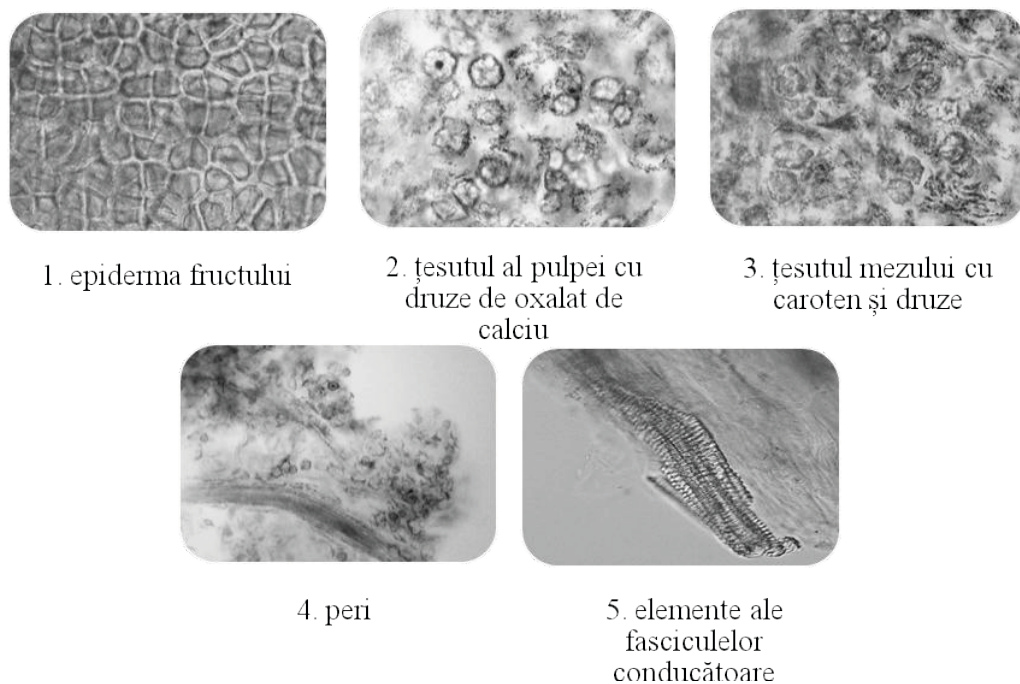 1. epiderma fructului
2. țesutul al pulpei cu
druze de oxalat de
calciu
3. țesutul mezului cu
caroten și druze
4. peri
5. elemente ale
fasciculelor
conducătoare